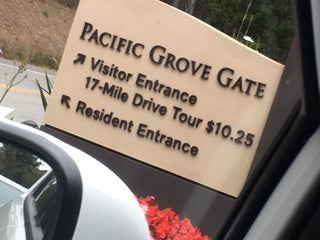 PACIFIC GROVE GATE
Visitor Entrance
17-Mile Drive Tour $10.25
Resident Entrance